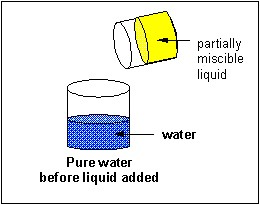 partially
miscible
liquid
water
Pure water
before liquid added